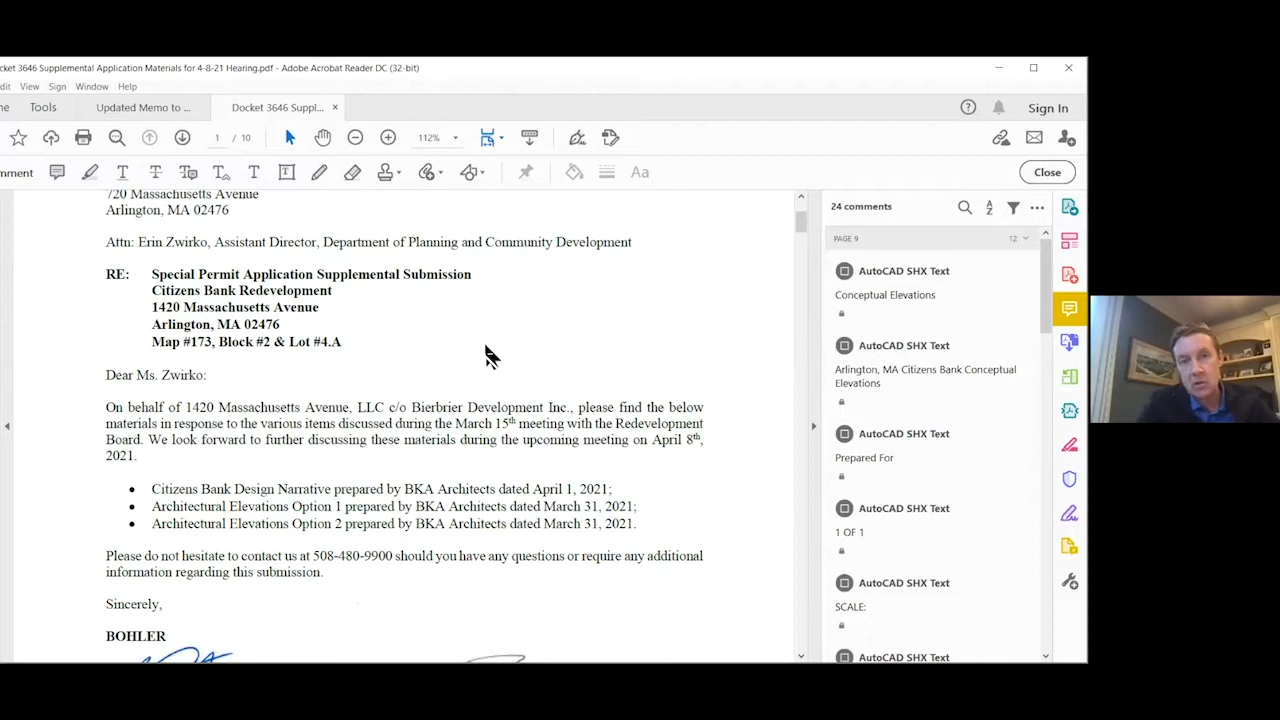 cket 3646 Supplemental Application Materials for 4-8-21 Hearing.pdf - Adobe Acrobat Reader DC (32-bit)
dit View Sign Window Help
ne Tools Updated Memo to ... Docket 3646 Suppl... × Sign In
1 / 10 112%
mment Aa Close
720 Massachusetts Avenue
Arlington, MA 02476
Attn: Erin Zwirko, Assistant Director, Department of Planning and Community Development
RE: Special Permit Application Supplemental Submission
Citizens Bank Redevelopment
1420 Massachusetts Avenue
Arlington, MA 02476
Map #173, Block #2 & Lot #4.A
Dear Ms. Zwirko:
On behalf of 1420 Massachusetts Avenue, LLC c/o Bierbrier Development Inc., please find the below
materials in response to the various items discussed during the March 15th meeting with the Redevelopment
Board. We look forward to further discussing these materials during the upcoming meeting on April 8th,
2021.
• Citizens Bank Design Narrative prepared by BKA Architects dated April 1, 2021;
• Architectural Elevations Option 1 prepared by BKA Architects dated March 31, 2021;
• Architectural Elevations Option 2 prepared by BKA Architects dated March 31, 2021.
Please do not hesitate to contact us at 508-480-9900 should you have any questions or require any additional
information regarding this submission.
Sincerely,
BOHLER
24 comments
PAGE 9 12
AutoCAD SHX Text
Conceptual Elevations
AutoCAD SHX Text
Arlington, MA Citizens Bank Conceptual
Elevations
AutoCAD SHX Text
Prepared For
AutoCAD SHX Text
1 OF 1
AutoCAD SHX Text
SCALE:
AutoCAD SHX Text